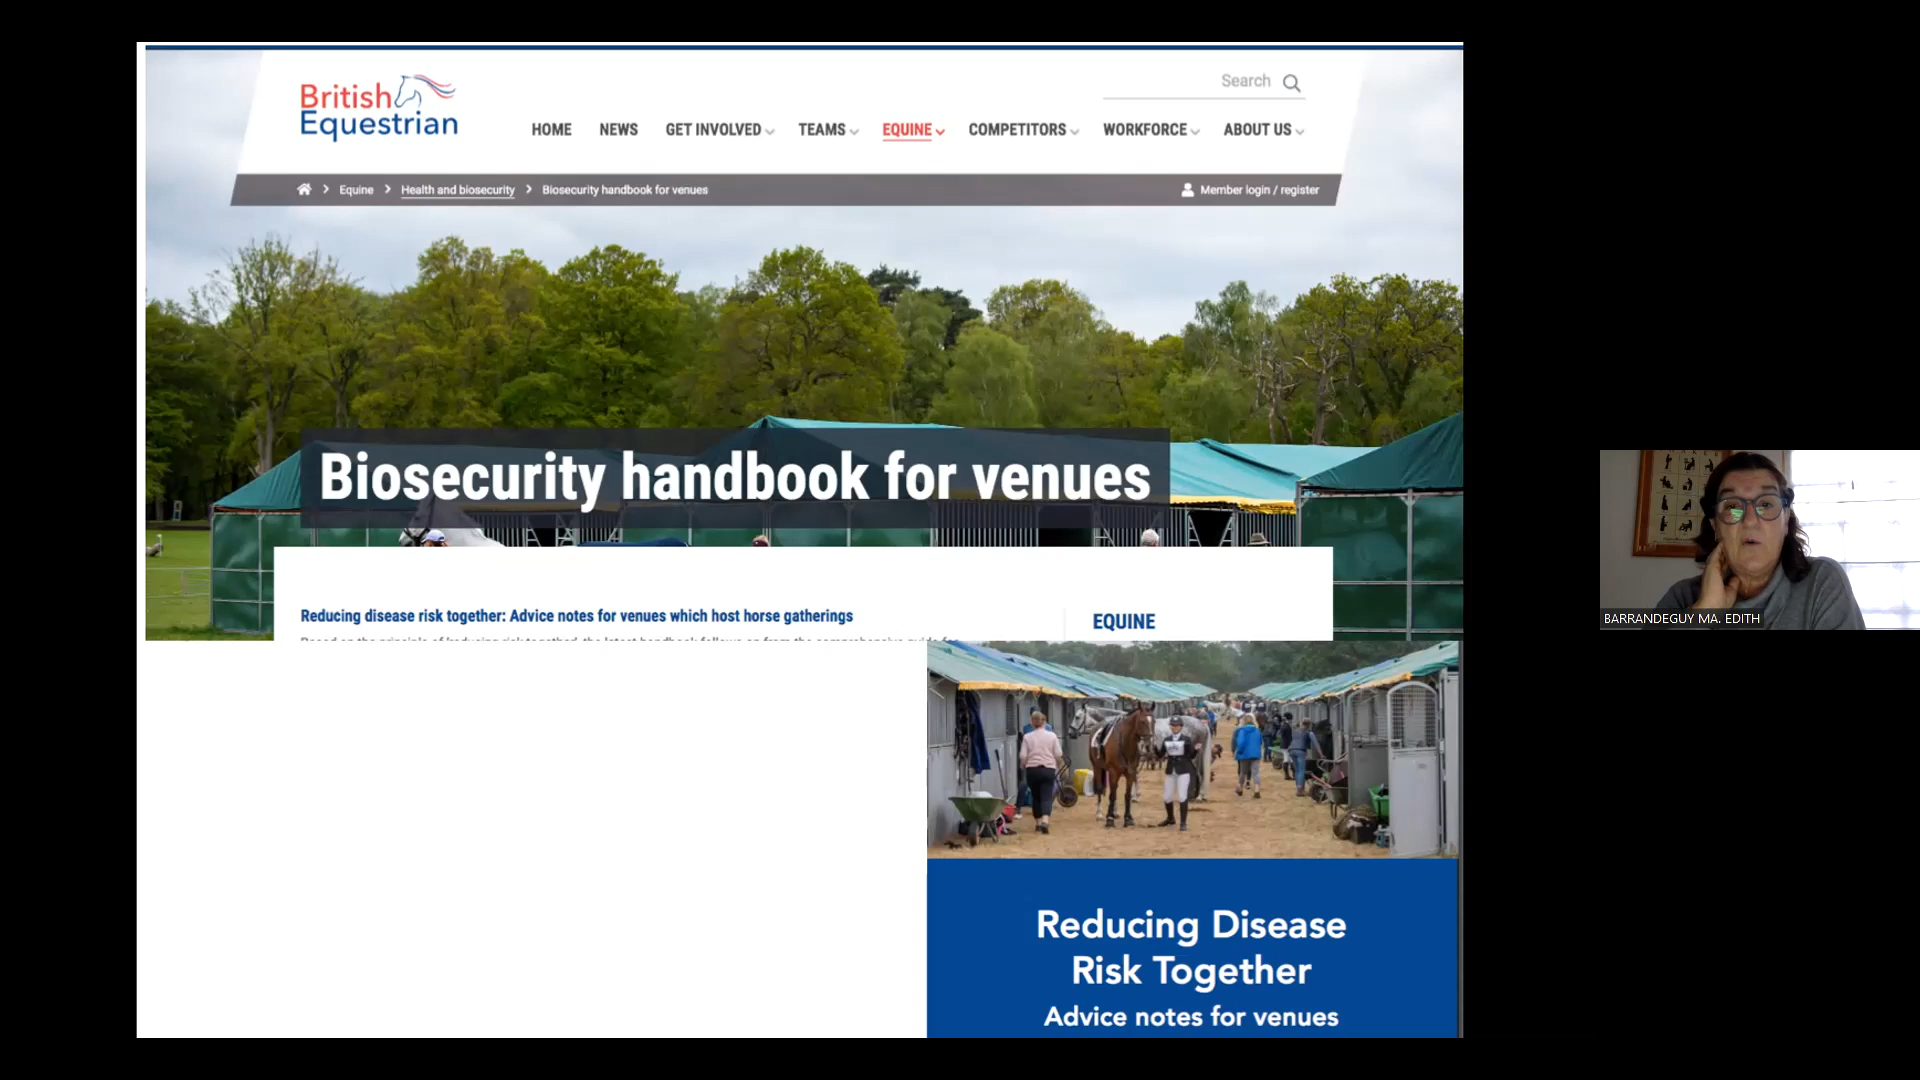 British
Equestrian
Search
HOME NEWS GET INVOLVED TEAMS EQUINE COMPETITORS WORKFORCE ABOUT US
Equine > Health and biosecurity > Biosecurity handbook for venues
Member login / register
Biosecurity handbook for venues
Reducing disease risk together: Advice notes for venues which host horse gatherings
EQUINE
BARRANDEGUY MA. EDITH
Reducing Disease
Risk Together
Advice notes for venues